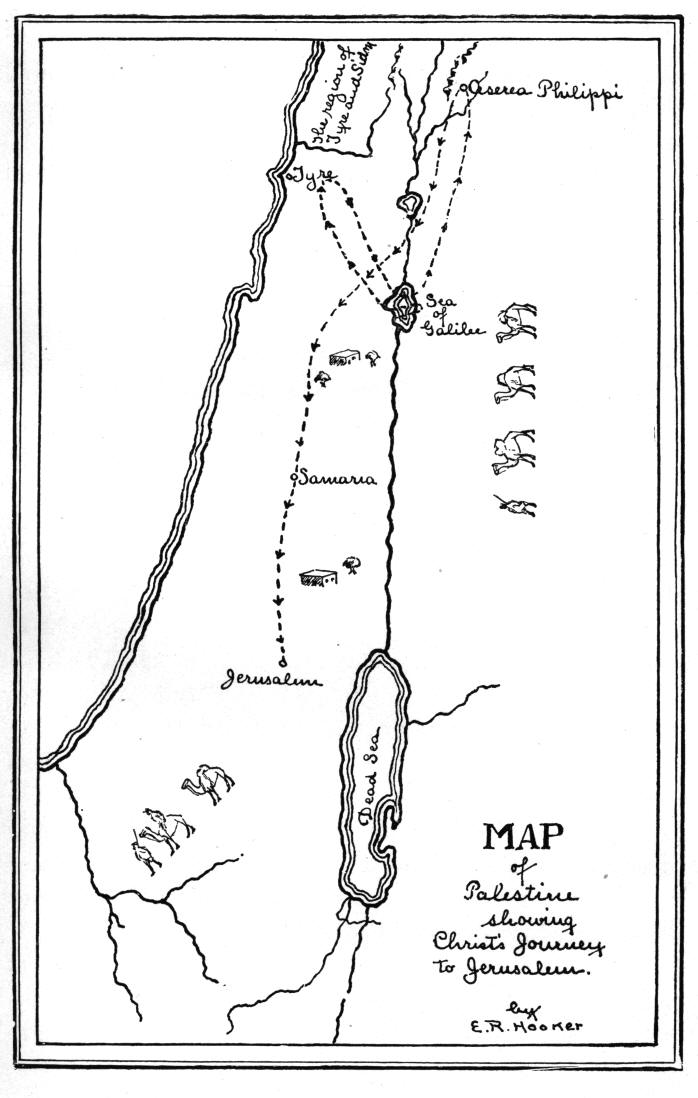 The region of
Tyre and Sidon
Caserea Philippi
Tyre
Sea
of
Galilee
Samaria
Jerusalem
Dead Sea
MAP
of
Palestine
showing
Christ's Journey
to Jerusalem.
by
E.R. Hooker